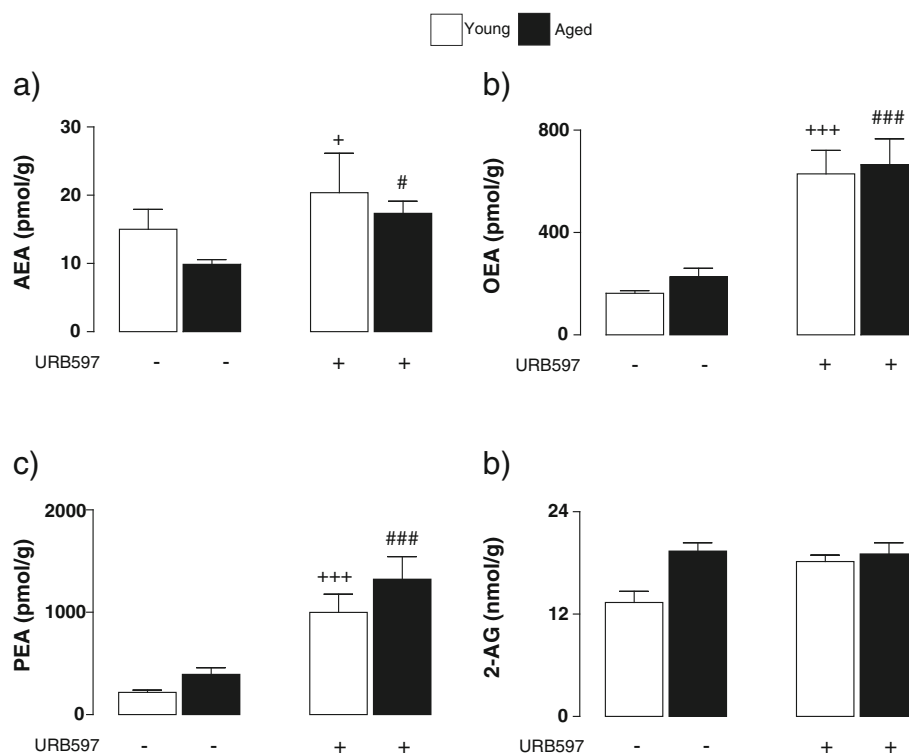 Young Aged
a)
30
20
10
0
AEA (pmol/g)
+
#
URB597 - - + +
b)
800
400
0
OEA (pmol/g)
+++
###
URB597 - - + +
c)
2000
1000
0
PEA (pmol/g)
+++
###
URB597 - - + +
b)
24
12
0
2-AG (nmol/g)
- - + +